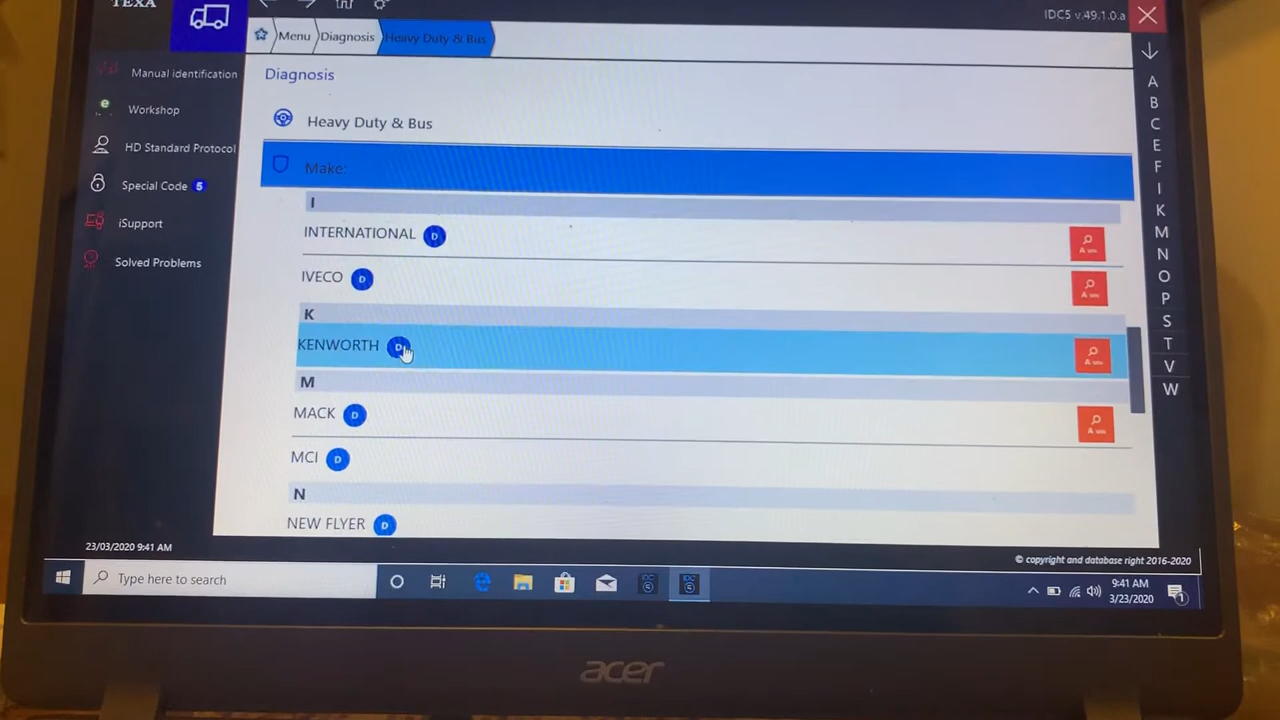 TEXA
IDC5 v.49.1.0.a
Menu
Diagnosis
Heavy Duty & Bus
Manual identification
Workshop
HD Standard Protocol
Special Code 5
iSupport
Solved Problems
Diagnosis
Heavy Duty & Bus
Make:
I
INTERNATIONAL D
IVECO D
K
KENWORTH D
M
MACK D
MCI D
N
NEW FLYER D
A
B
C
E
F
I
K
M
N
O
P
S
T
V
W
23/03/2020 9:41 AM
© copyright and database right 2016-2020
Type here to search
9:41 AM
3/23/2020
1
acer